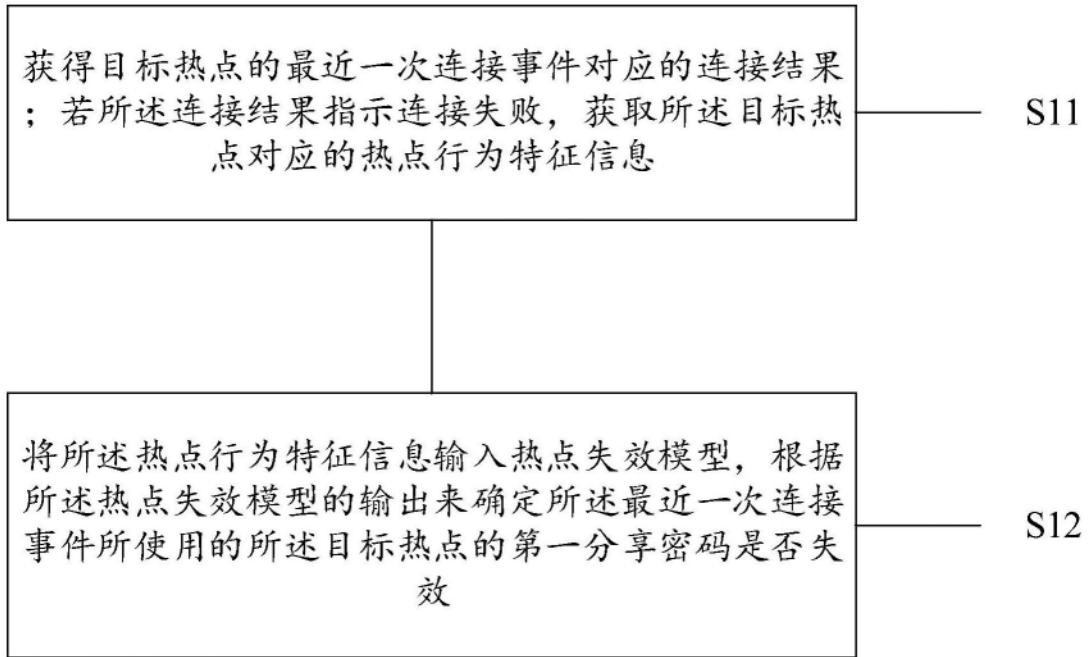 获得目标热点的最近一次连接事件对应的连接结果
；若所述连接结果指示连接失败，获取所述目标热
点对应的热点行为特征信息
S11
将所述热点行为特征信息输入热点失效模型，根据
所述热点失效模型的输出来确定所述最近一次连接
事件所使用的所述目标热点的第一分享密码是否失
效
S12